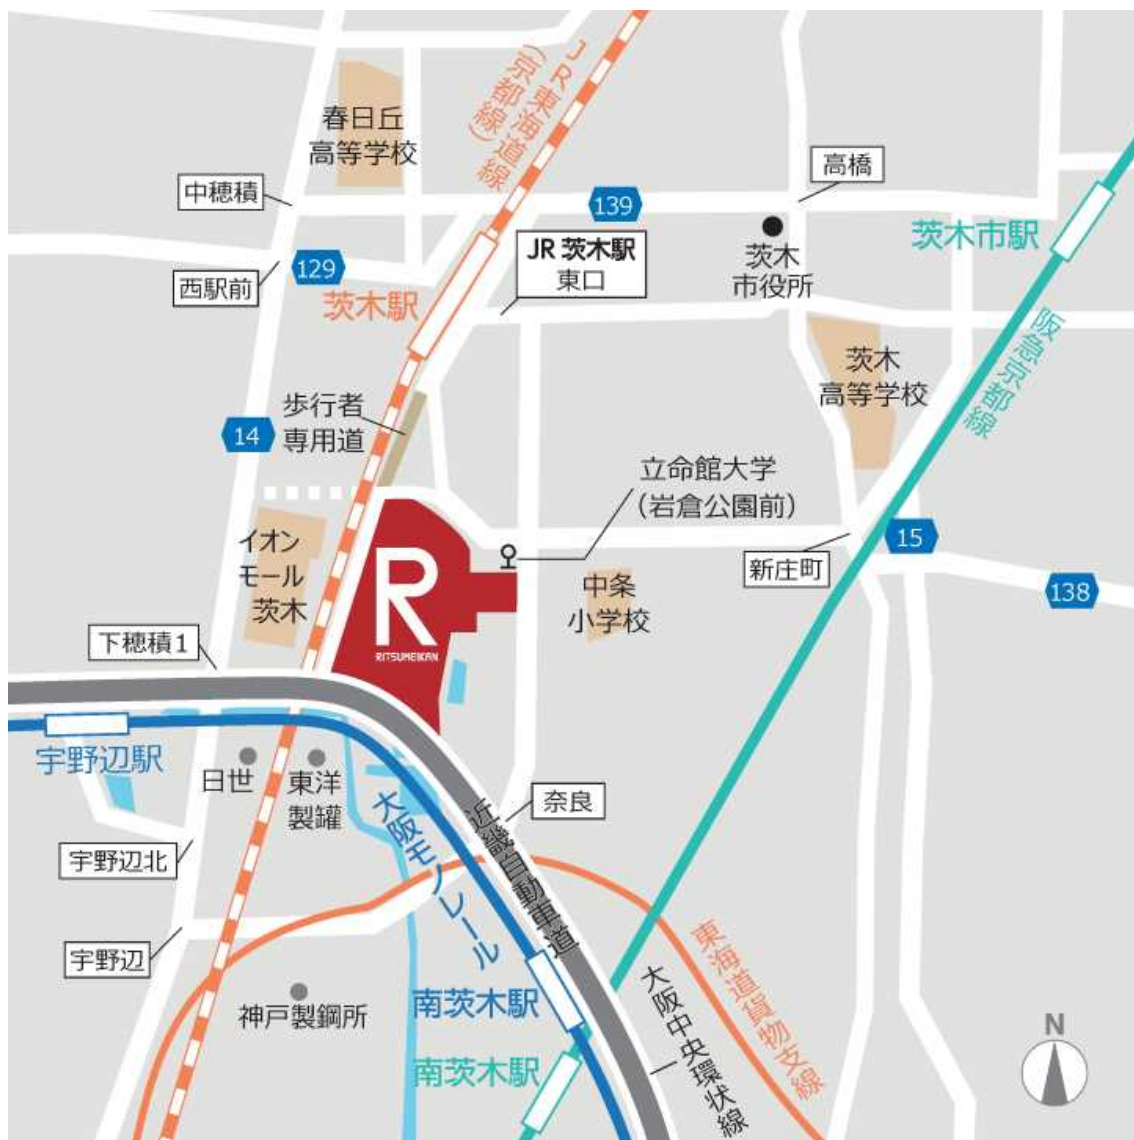 JR東海道線
(京都線)
春日丘
高等学校
高橋
中穂積
139
茨木市駅
茨木
市役所
JR 茨木駅
東口
129
西駅前
茨木駅
阪急京都線
茨木
高等学校
歩行者
専用道
14
立命館大学
(岩倉公園前)
イオン
モール
茨木
R
RITSUMEIKAN
15
新庄町
138
中条
小学校
下穂積1
宇野辺駅
日世
東洋
製罐
大阪モノレール
近畿自動車道
奈良
宇野辺北
宇野辺
東海道貨物支線
大阪中央環状線
南茨木駅
神戸製鋼所
南茨木駅
N